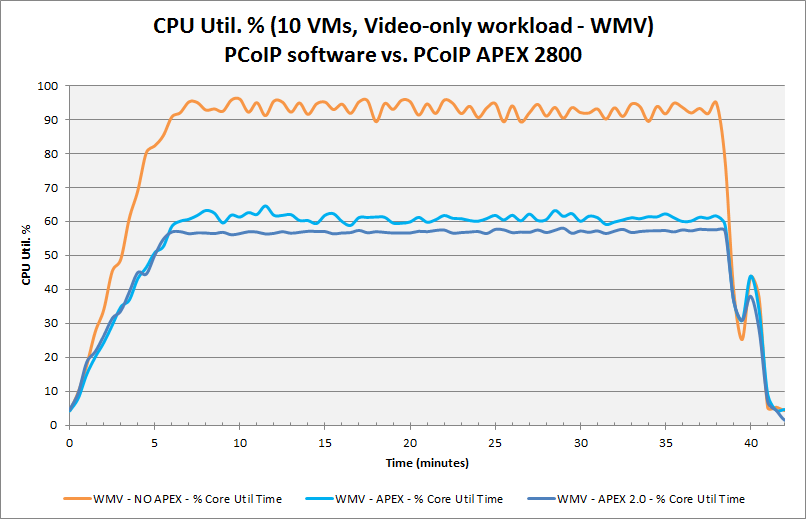 CPU Util. % (10 VMs, Video-only workload - WMV)
PCoIP software vs. PCoIP APEX 2800
100
90
80
70
60
50
40
30
20
10
0
CPU Util. %
0
5
10
15
20
25
30
35
40
Time (minutes)
WMV - NO APEX - % Core Util Time
WMV - APEX - % Core Util Time
WMV - APEX 2.0 - % Core Util Time